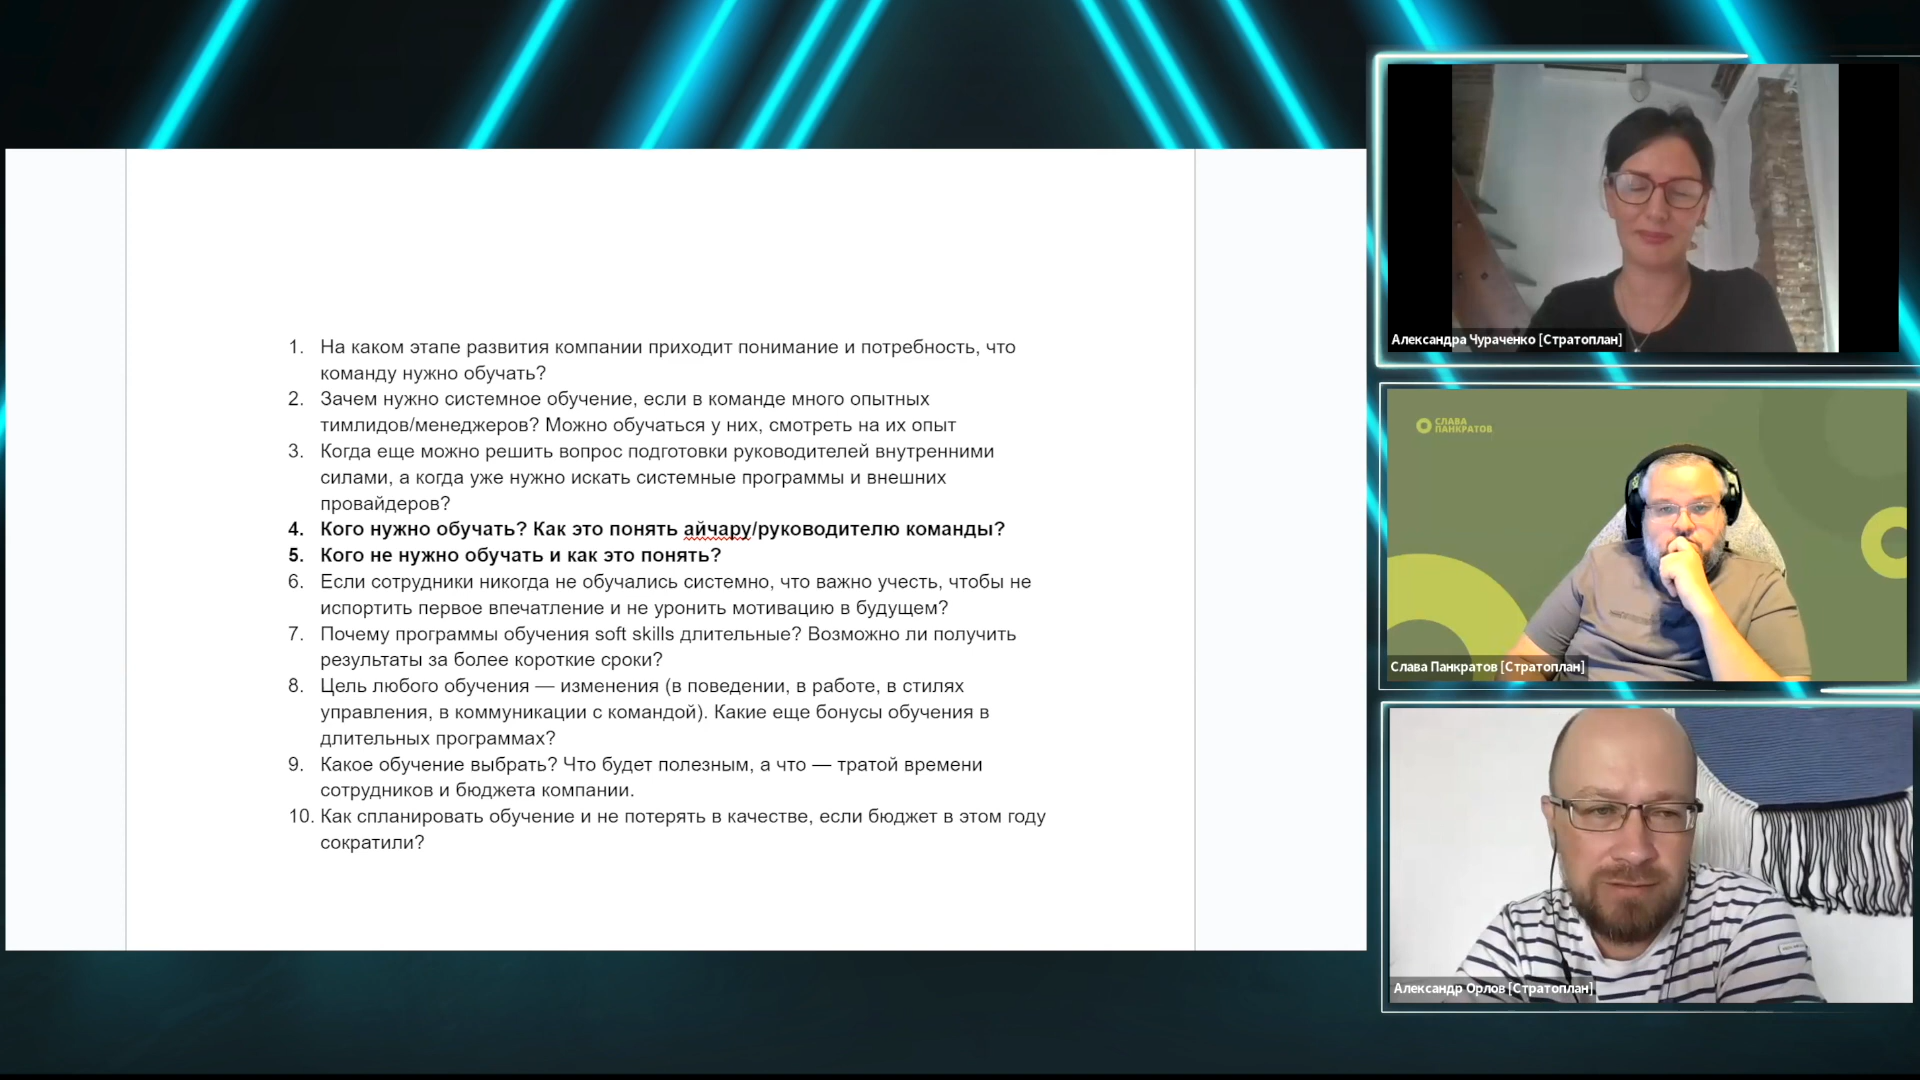 1. На каком этапе развития компании приходит понимание и потребность, что
команду нужно обучать?
2. Зачем нужно системное обучение, если в команде много опытных
тимлидов/менеджеров? Можно обучаться у них, смотреть на их опыт
3. Когда еще можно решить вопрос подготовки руководителей внутренними
силами, а когда уже нужно искать системные программы и внешних
провайдеров?
4. Кого нужно обучать? Как это понять айчару/руководителю команды?
5. Кого не нужно обучать и как это понять?
6. Если сотрудники никогда не обучались системно, что важно учесть, чтобы не
испортить первое впечатление и не уронить мотивацию в будущем?
7. Почему программы обучения soft skills длительные? Возможно ли получить
результаты за более короткие сроки?
8. Цель любого обучения — изменения (в поведении, в работе, в стилях
управления, в коммуникации с командой). Какие еще бонусы обучения в
длительных программах?
9. Какое обучение выбрать? Что будет полезным, а что — тратой времени
сотрудников и бюджета компании.
10. Как спланировать обучение и не потерять в качестве, если бюджет в этом году
сократили?
Александра Чураченко [Стратоплан]
СЛАВА
ПАНКРАТОВ
Слава Панкратов [Стратоплан]
Александр Орлов [Стратоплан]